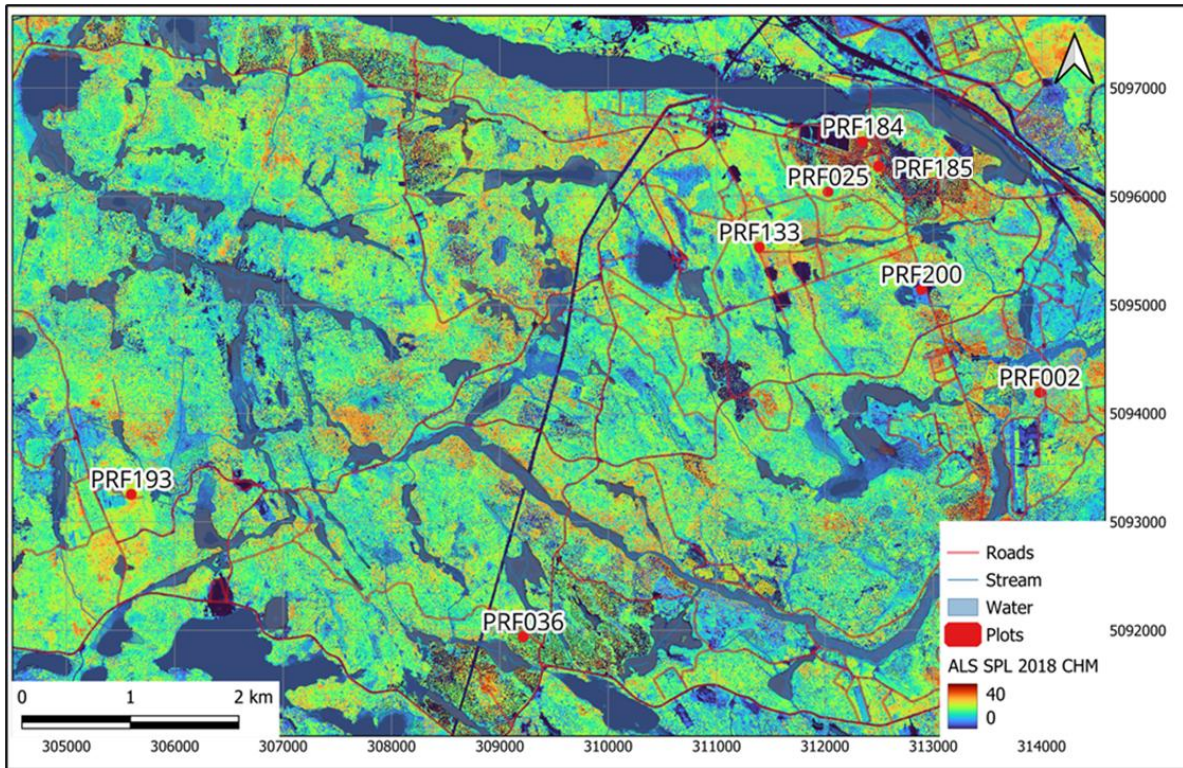 5097000
PRF184
PRF185
PRF025
5096000
PRF133
PRF200
5095000
PRF002
5094000
PRF193
5093000
Roads
Stream
Water
PRF036
Plots
5092000
ALS SPL 2018 CHM
40
0
0 1 2 km
305000 306000 307000 308000 309000 310000 311000 312000 313000 314000